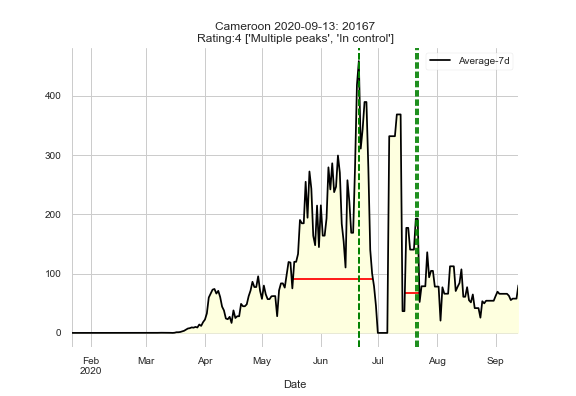 Cameroon 2020-09-13: 20167
Rating:4 ['Multiple peaks', 'In control']
Average-7d
400
300
200
100
0
Feb Mar Apr May Jun Jul Aug Sep
2020
Date